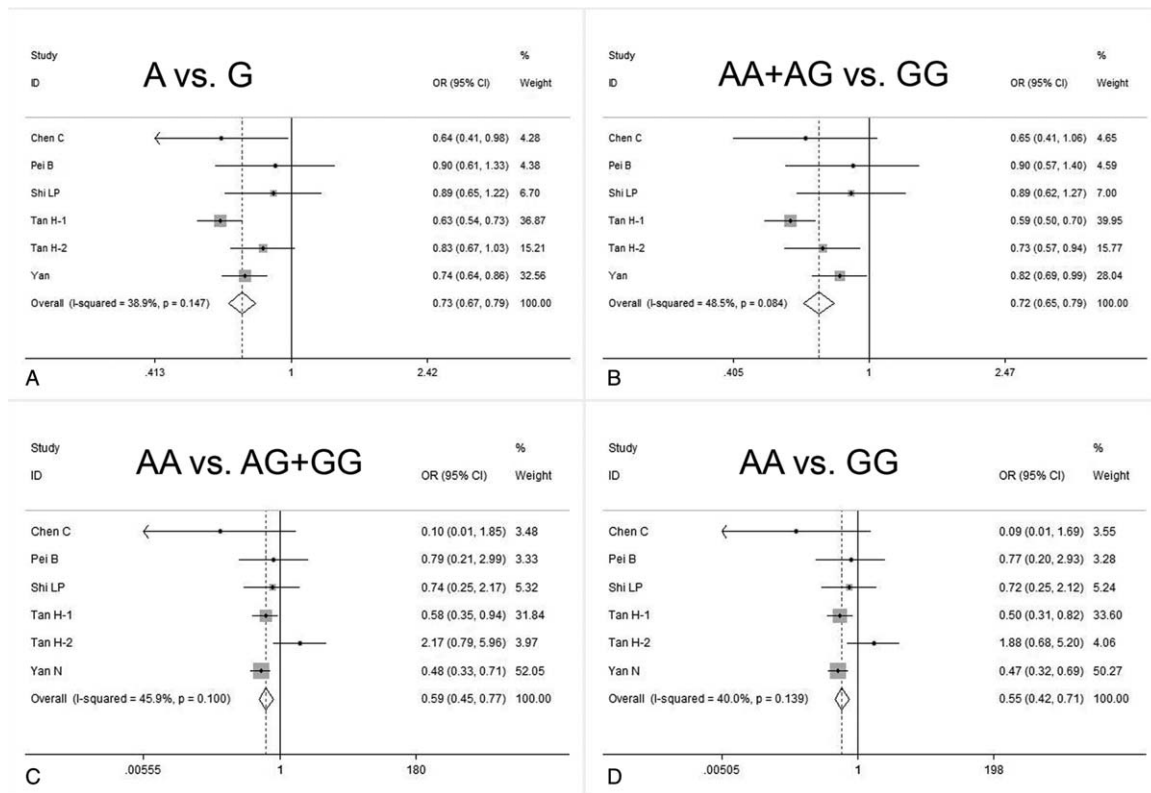 Study %
A vs. G
ID OR (95% CI) Weight
Chen C 0.64 (0.41, 0.98) 4.28
Pei B 0.90 (0.61, 1.33) 4.38
Shi LP 0.89 (0.65, 1.22) 6.70
Tan H-1 0.63 (0.54, 0.73) 36.87
Tan H-2 0.83 (0.67, 1.03) 15.21
Yan 0.74 (0.64, 0.86) 32.56
Overall (I-squared = 38.9%, p = 0.147) 0.73 (0.67, 0.79) 100.00
.413 1 2.42
A
Study %
AA+AG vs. GG
ID OR (95% CI) Weight
Chen C 0.65 (0.41, 1.06) 4.65
Pei B 0.90 (0.57, 1.40) 4.59
Shi LP 0.89 (0.62, 1.27) 7.00
Tan H-1 0.59 (0.50, 0.70) 39.95
Tan H-2 0.73 (0.57, 0.94) 15.77
Yan 0.82 (0.69, 0.99) 28.04
Overall (I-squared = 48.5%, p = 0.084) 0.72 (0.65, 0.79) 100.00
.405 1 2.47
B
Study %
AA vs. AG+GG
ID OR (95% CI) Weight
Chen C 0.10 (0.01, 1.85) 3.48
Pei B 0.79 (0.21, 2.99) 3.33
Shi LP 0.74 (0.25, 2.17) 5.32
Tan H-1 0.58 (0.35, 0.94) 31.84
Tan H-2 2.17 (0.79, 5.96) 3.97
Yan N 0.48 (0.33, 0.71) 52.05
Overall (I-squared = 45.9%, p = 0.100) 0.59 (0.45, 0.77) 100.00
.00555 1 180
C
Study %
AA vs. GG
ID OR (95% CI) Weight
Chen C 0.09 (0.01, 1.69) 3.55
Pei B 0.77 (0.20, 2.93) 3.28
Shi LP 0.72 (0.25, 2.12) 5.24
Tan H-1 0.50 (0.31, 0.82) 33.60
Tan H-2 1.88 (0.68, 5.20) 4.06
Yan N 0.47 (0.32, 0.69) 50.27
Overall (I-squared = 40.0%, p = 0.139) 0.55 (0.42, 0.71) 100.00
.00505 1 198
D